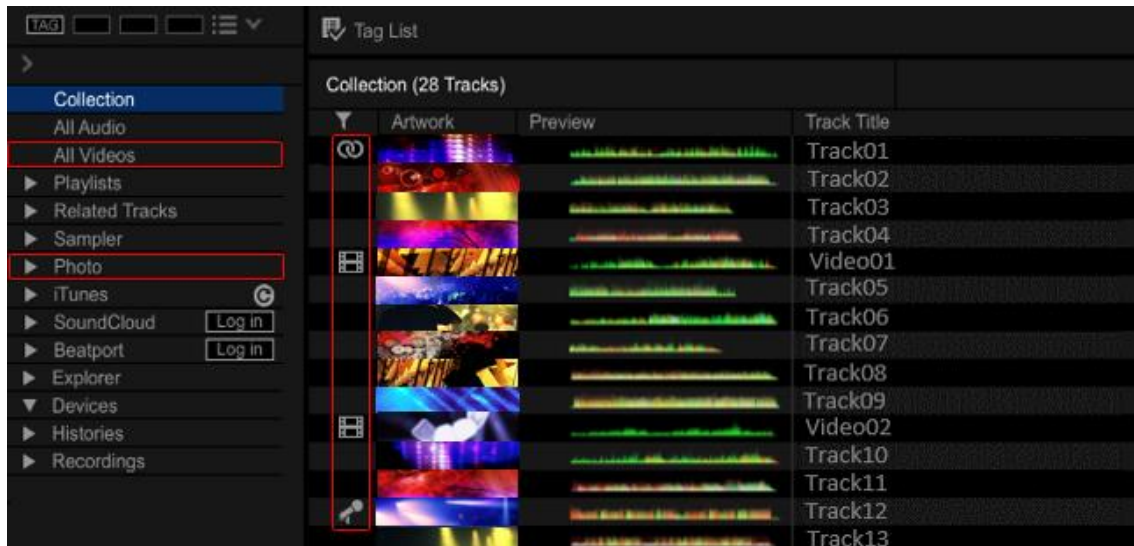 TAG
Tag List
Collection (28 Tracks)
Collection
All Audio
All Videos
Playlists
Related Tracks
Sampler
Photo
iTunes
SoundCloud Log in
Beatport Log in
Explorer
Devices
Histories
Recordings
Artwork Preview Track Title
Track01
Track02
Track03
Track04
Video01
Track05
Track06
Track07
Track08
Track09
Video02
Track10
Track11
Track12
Track13